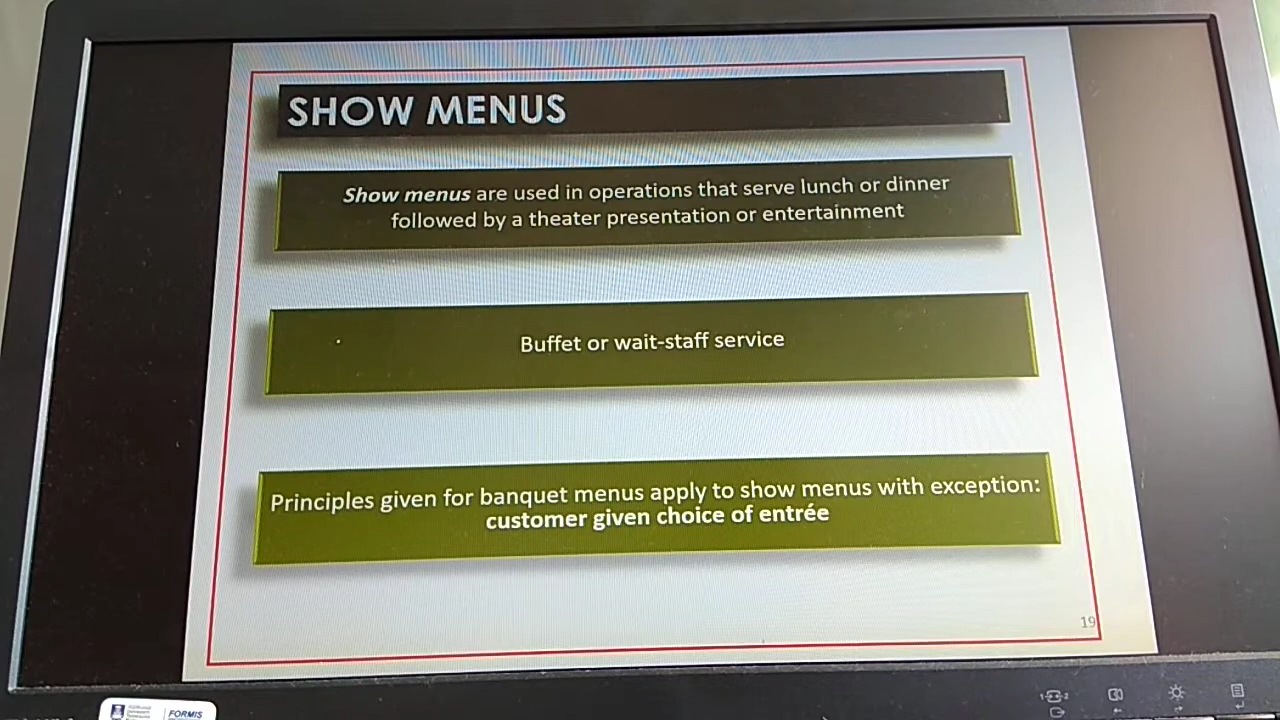 SHOW MENUS
Show menus are used in operations that serve lunch or dinner
followed by a theater presentation or entertainment
Buffet or wait-staff service
Principles given for banquet menus apply to show menus with exception:
customer given choice of entrée
19
FORMIS